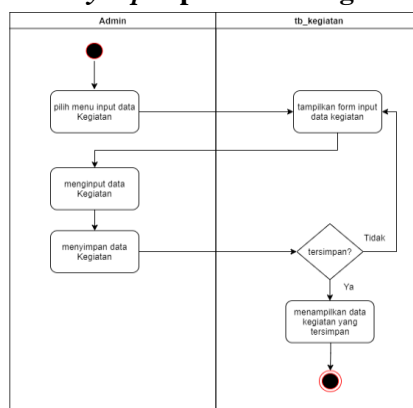 Admin
tb_kegiatan
pilih menu input data
Kegiatan
tampilkan form input
data kegiatan
menginput data
Kegiatan
menyimpan data
Kegiatan
tersimpan?
Tidak
Ya
menampilkan data
kegiatan yang
tersimpan